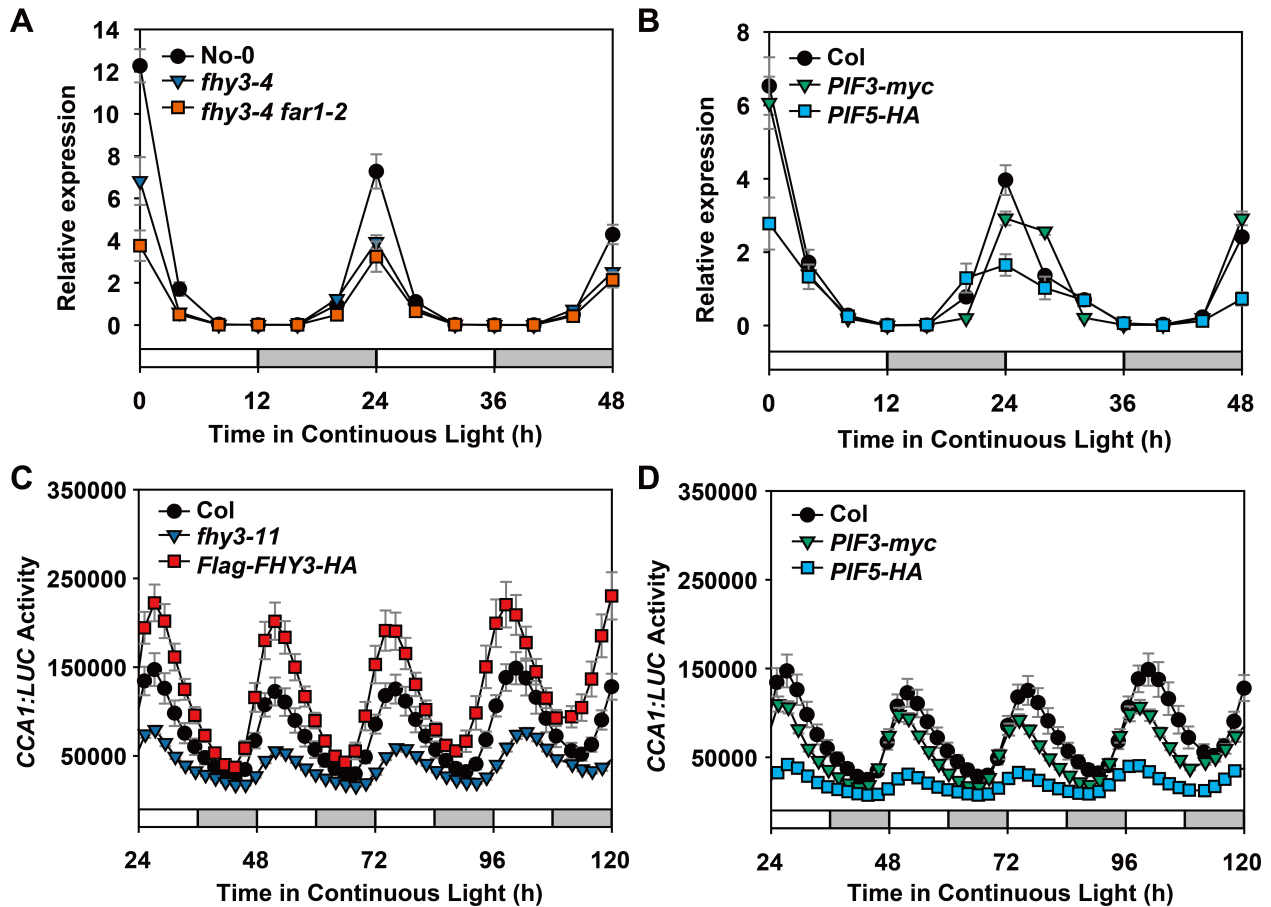 A
Relative expression
14
12
10
8
6
4
2
0
No-0
fhy3-4
fhy3-4 far1-2
0 12 24 36 48
Time in Continuous Light (h)
B
Relative expression
8
6
4
2
0
Col
PIF3-myc
PIF5-HA
0 12 24 36 48
Time in Continuous Light (h)
C
CCA1:LUC Activity
350000
250000
150000
50000
Col
fhy3-11
Flag-FHY3-HA
24 48 72 96 120
Time in Continuous Light (h)
D
CCA1:LUC Activity
350000
250000
150000
50000
Col
PIF3-myc
PIF5-HA
24 48 72 96 120
Time in Continuous Light (h)